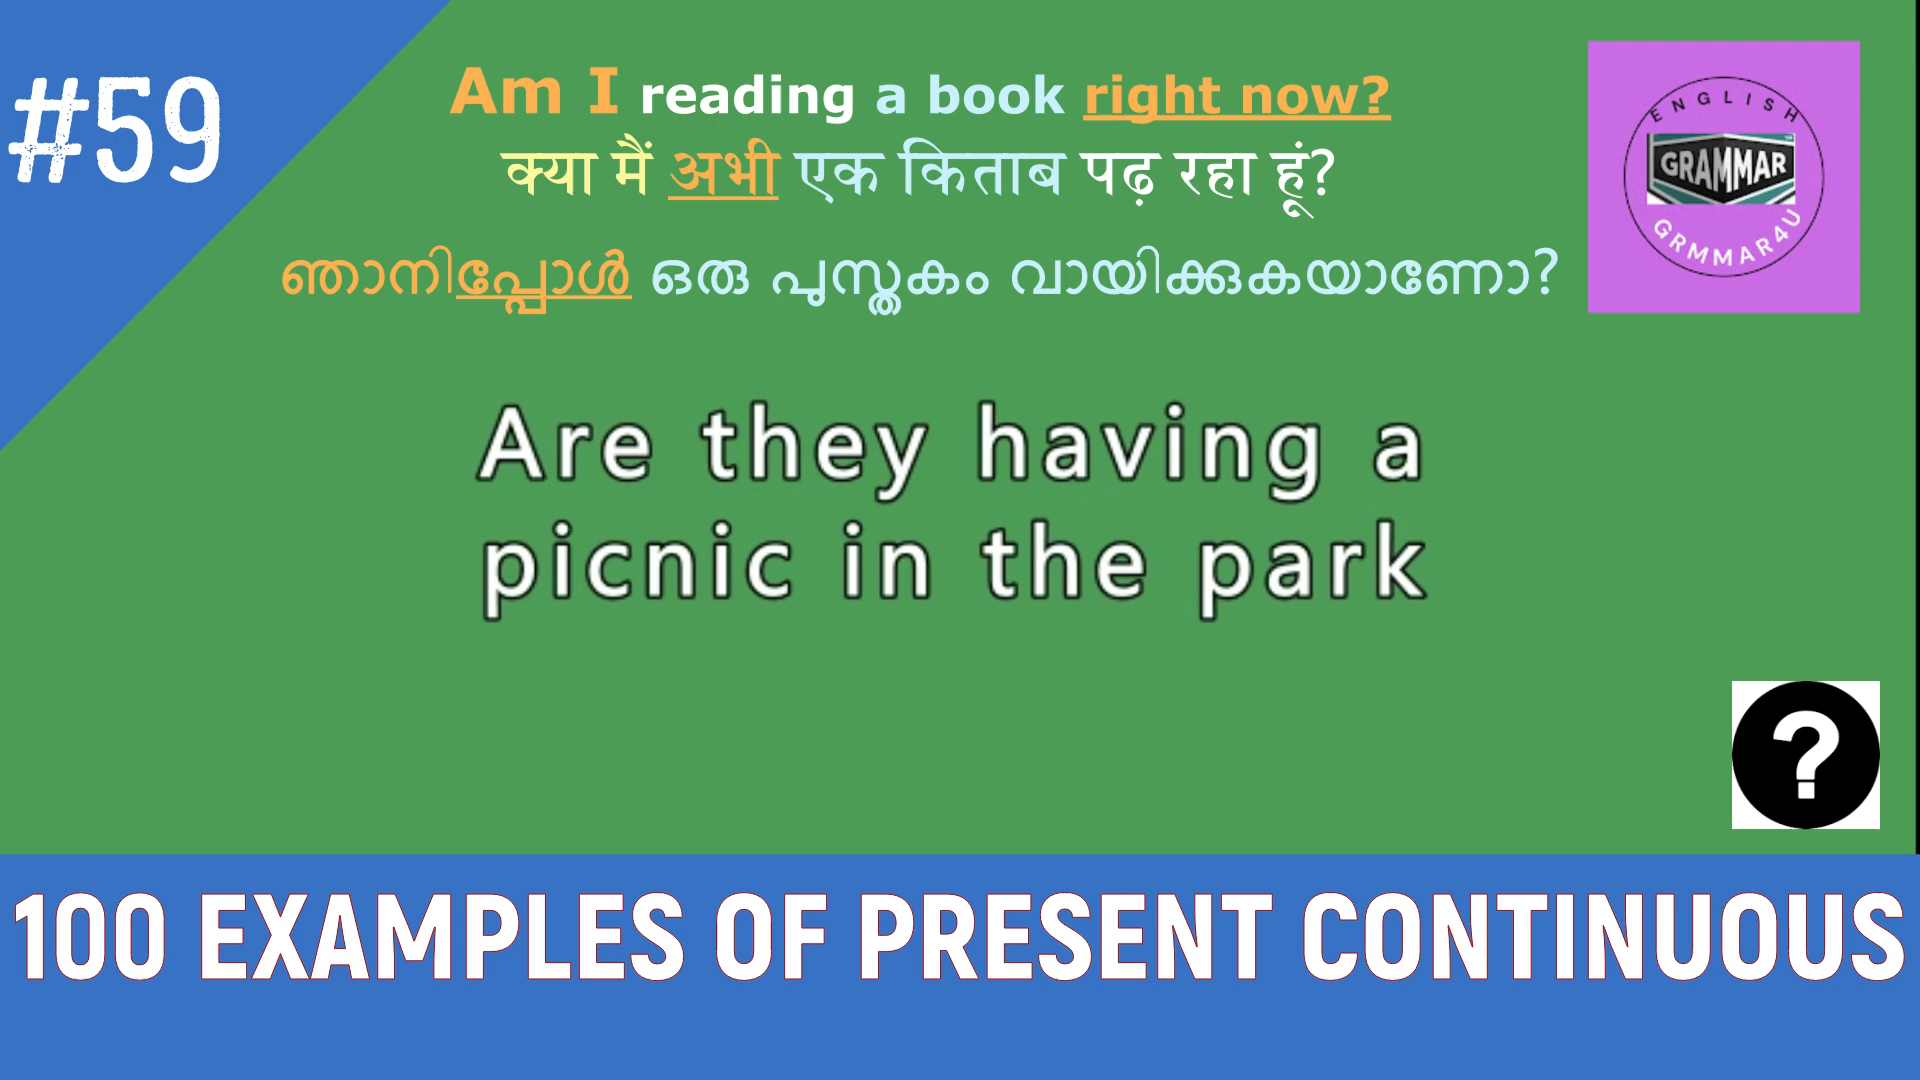 #59
Am I reading a book right now?
क्या मैं अभी एक किताब पढ़ रहा हूं?
ഞാനിപ്പോൾ ഒരു പുസ്തകം വായിക്കുകയാണോ?
ENGLISH
GRAMMAR
GRMMAR4U
Are they having a
picnic in the park
?
100 EXAMPLES OF PRESENT CONTINUOUS